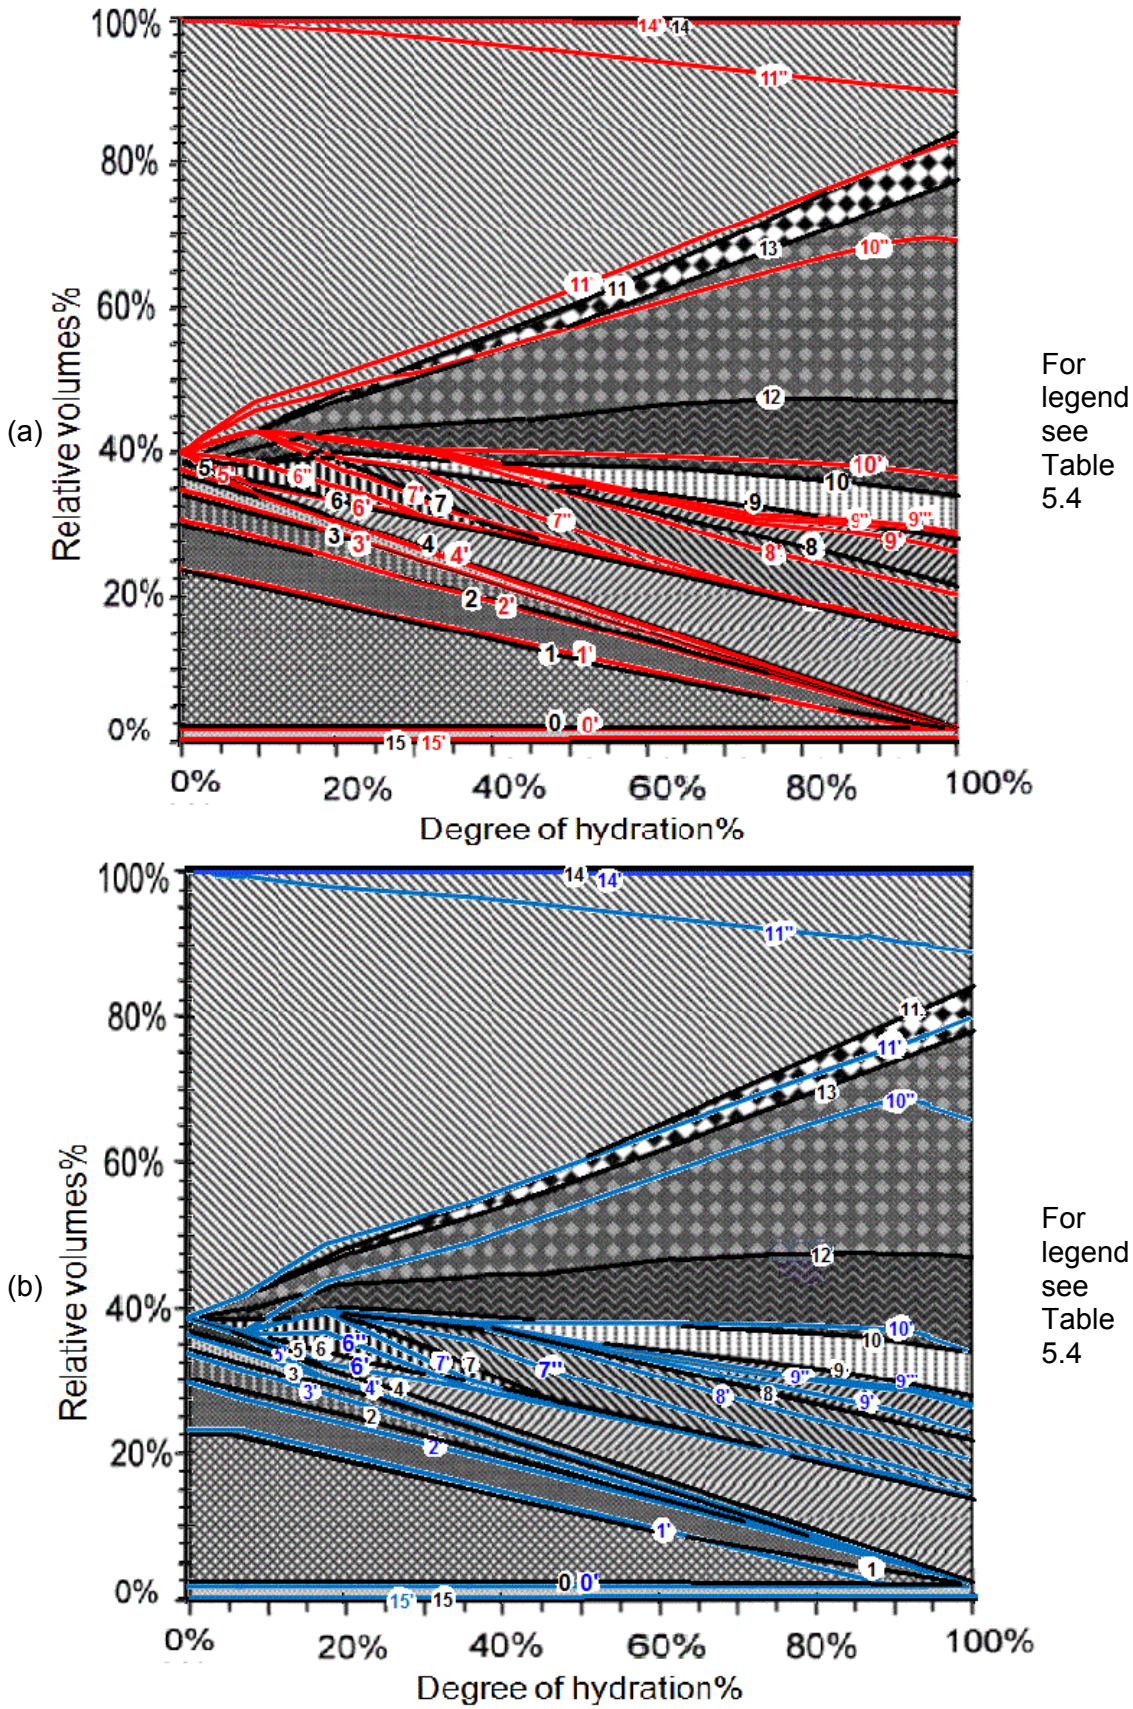 100%
14' 14
11"
80%
13
10"
11' 11
60%
12
For
legend
see
Table
5.4
(a)
Relative volumes%
40%
10'
10
5 5' 6" 7' 7 9 9" 9'''
6 6' 7" 8' 8 9'
3 3' 4 4'
20%
2 2'
1 1'
0 0'
0%
15 15'
0% 20% 40% 60% 80% 100%
Degree of hydration%
100%
14 14'
11"
80%
11
11'
13
10"
60%
12
For
legend
see
Table
5.4
(b)
Relative volumes%
40%
10'
10
5' 5 6 6" 7' 7 7" 9 9" 9'''
3 3' 6' 4' 4 8' 8 9'
2
2'
20%
1'
1
0 0'
0%
15' 15
0% 20% 40% 60% 80% 100%
Degree of hydration%